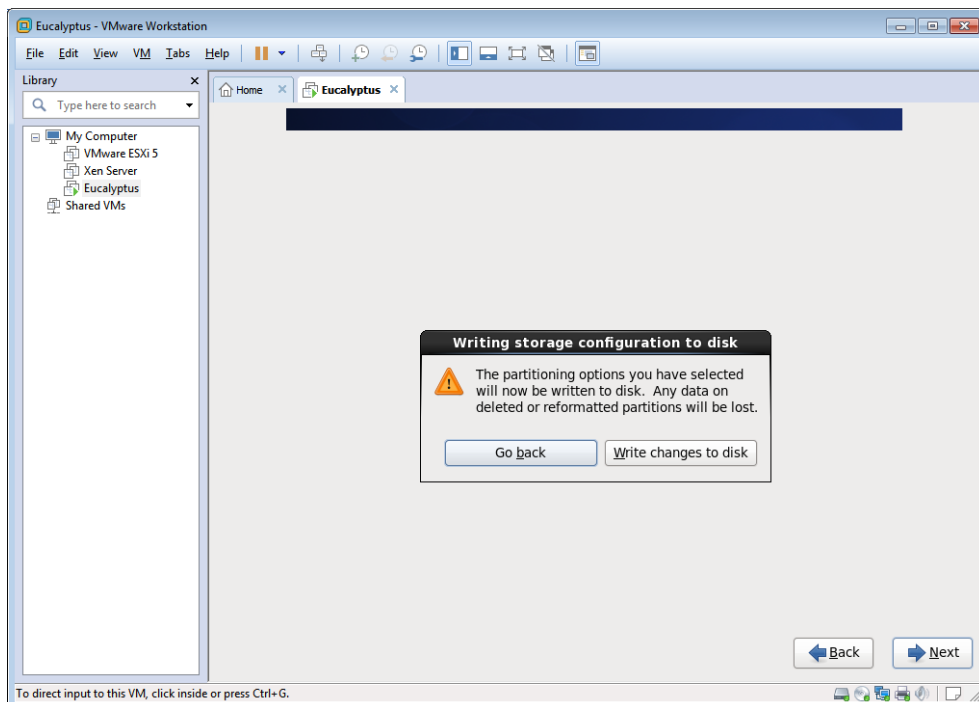 Eucalyptus - VMware Workstation
File Edit View VM Tabs Help
Library
Type here to search
My Computer
VMware ESXi 5
Xen Server
Eucalyptus
Shared VMs
Home
Eucalyptus
Writing storage configuration to disk
The partitioning options you have selected
will now be written to disk. Any data on
deleted or reformatted partitions will be lost.
Go back
Write changes to disk
Back
Next
To direct input to this VM, click inside or press Ctrl+G.